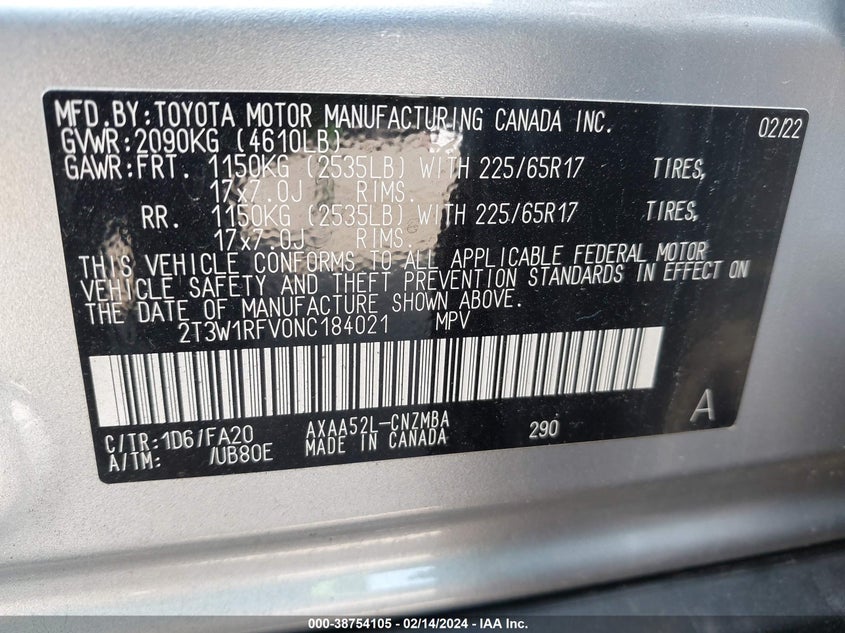 MFD.BY:TOYOTA MOTOR MANUFACTURING CANADA INC. 02/22
GVWR:2090KG (4610LB)
GAWR:FRT. 1150KG (2535LB) WITH 225/65R17 TIRES,
17x7.0J RIMS.
RR. 1150KG (2535LB) WITH 225/65R17 TIRES,
17x7.0J RIMS.
THIS VEHICLE CONFORMS TO ALL APPLICABLE FEDERAL MOTOR
VEHICLE SAFETY AND THEFT PREVENTION STANDARDS IN EFFECT ON
THE DATE OF MANUFACTURE SHOWN ABOVE.
2T3W1RFV0NC184021 MPV
A
C/TR:1D6/FA20 AXAA52L-CNZMBA 290
A/TM: /UB80E MADE IN CANADA
000-38754105 - 02/14/2024 - IAA Inc.